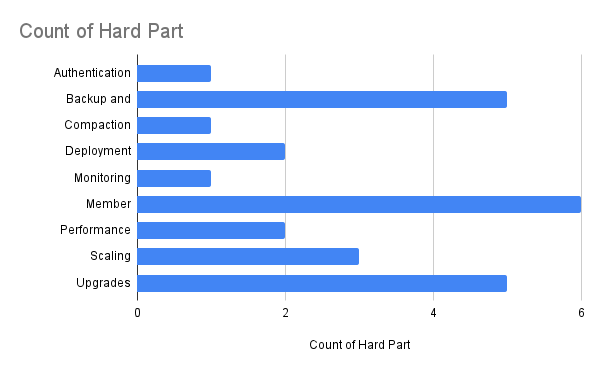 Count of Hard Part
Authentication
Backup and
Compaction
Deployment
Monitoring
Member
Performance
Scaling
Upgrades
0 2 4 6
Count of Hard Part